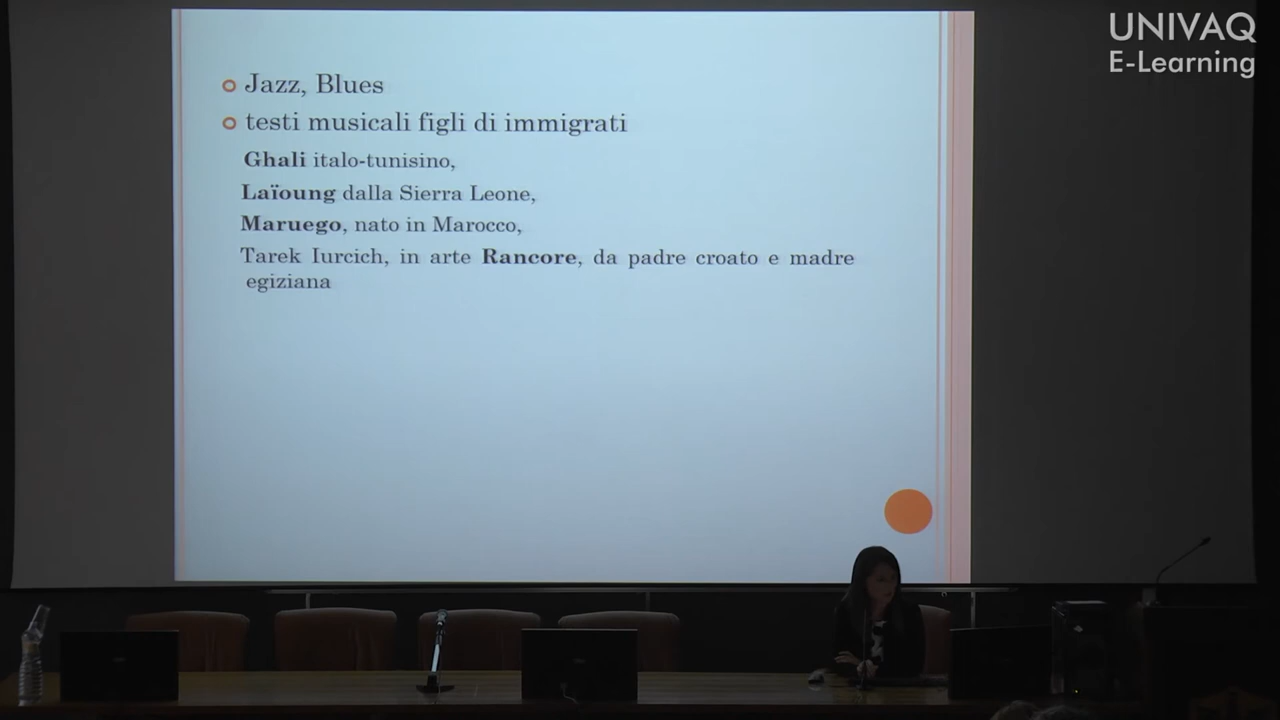 UNIVAQ
E-Learning
Jazz, Blues
testi musicali figli di immigrati
Ghali italo-tunisino,
Laïoung dalla Sierra Leone,
Maruego, nato in Marocco,
Tarek Iurcich, in arte Rancore, da padre croato e madre
egiziana